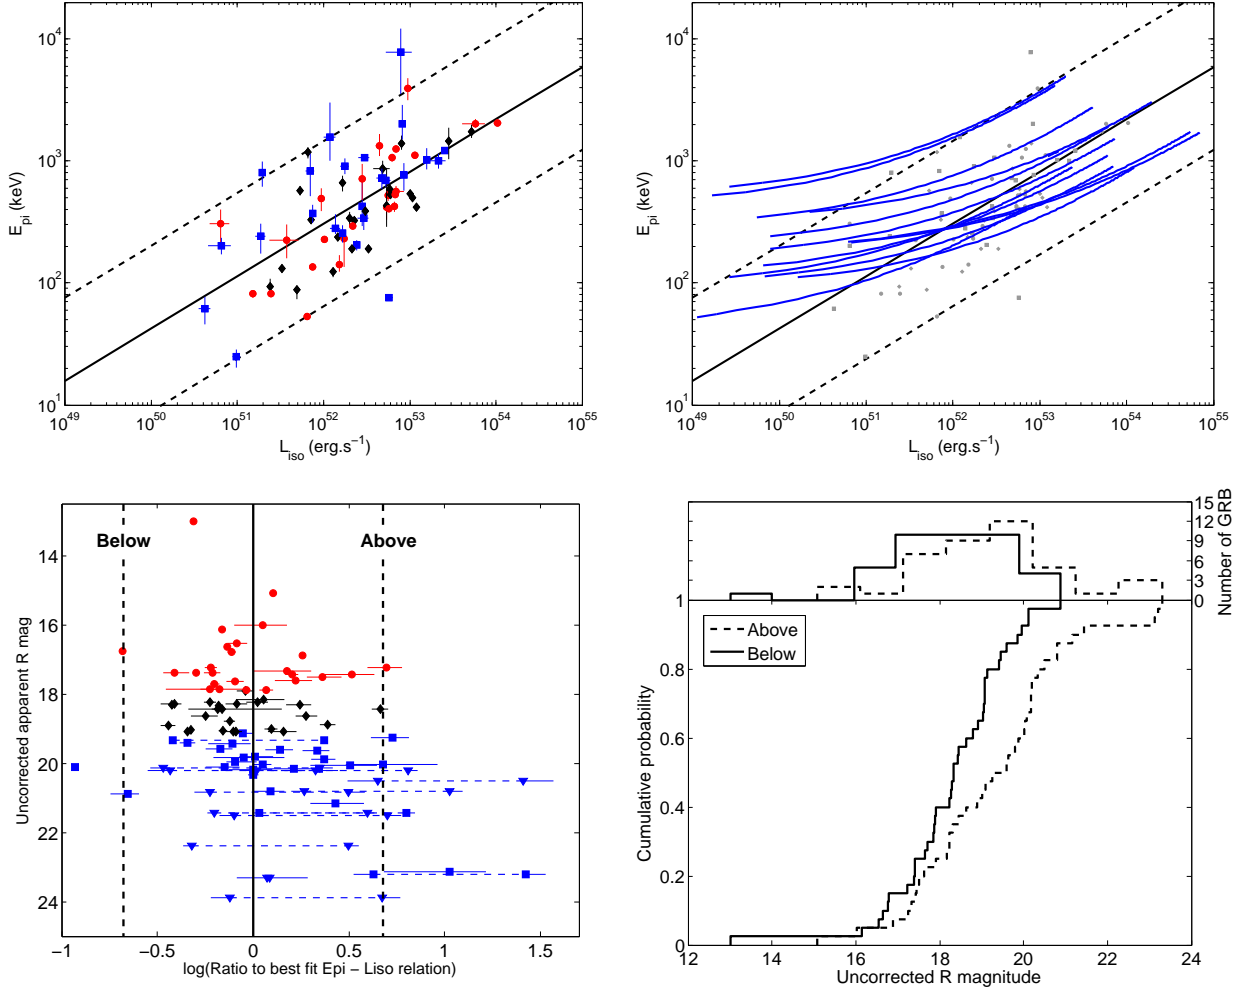 10^4
10^3
10^2
10^1
E_pi (keV)
10^49 10^50 10^51 10^52 10^53 10^54 10^55
L_iso (erg.s^−1)
10^4
10^3
10^2
10^1
E_pi (keV)
10^49 10^50 10^51 10^52 10^53 10^54 10^55
L_iso (erg.s^−1)
Below
Above
14
16
18
20
22
24
Uncorrected apparent R mag
−1 −0.5 0 0.5 1 1.5
log(Ratio to best fit Epi − Liso relation)
15
12
9
6
3
0
Number of GRB
Above
Below
1
0.8
0.6
0.4
0.2
0
Cumulative probability
12 14 16 18 20 22 24
Uncorrected R magnitude